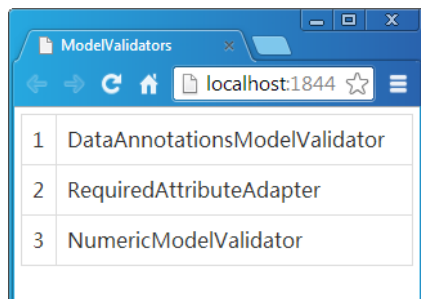 ModelValidators
localhost:1844
1 DataAnnotationsModelValidator
2 RequiredAttributeAdapter
3 NumericModelValidator